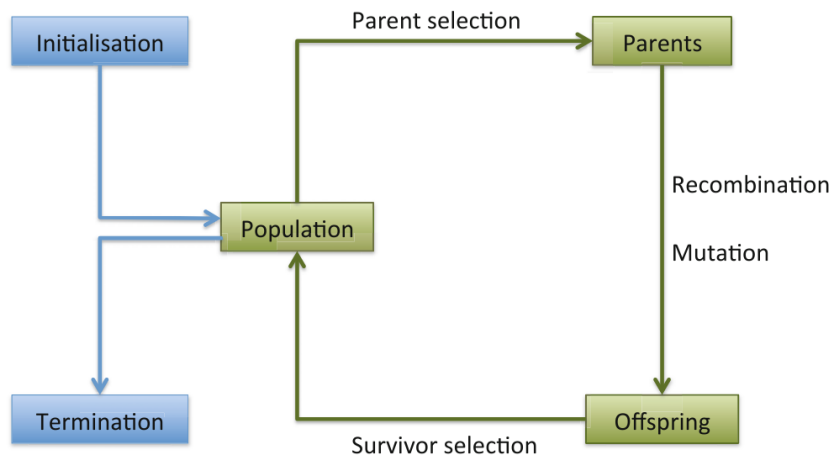 Parent selection
Initialisation
Parents
Recombination
Population
Mutation
Termination
Offspring
Survivor selection